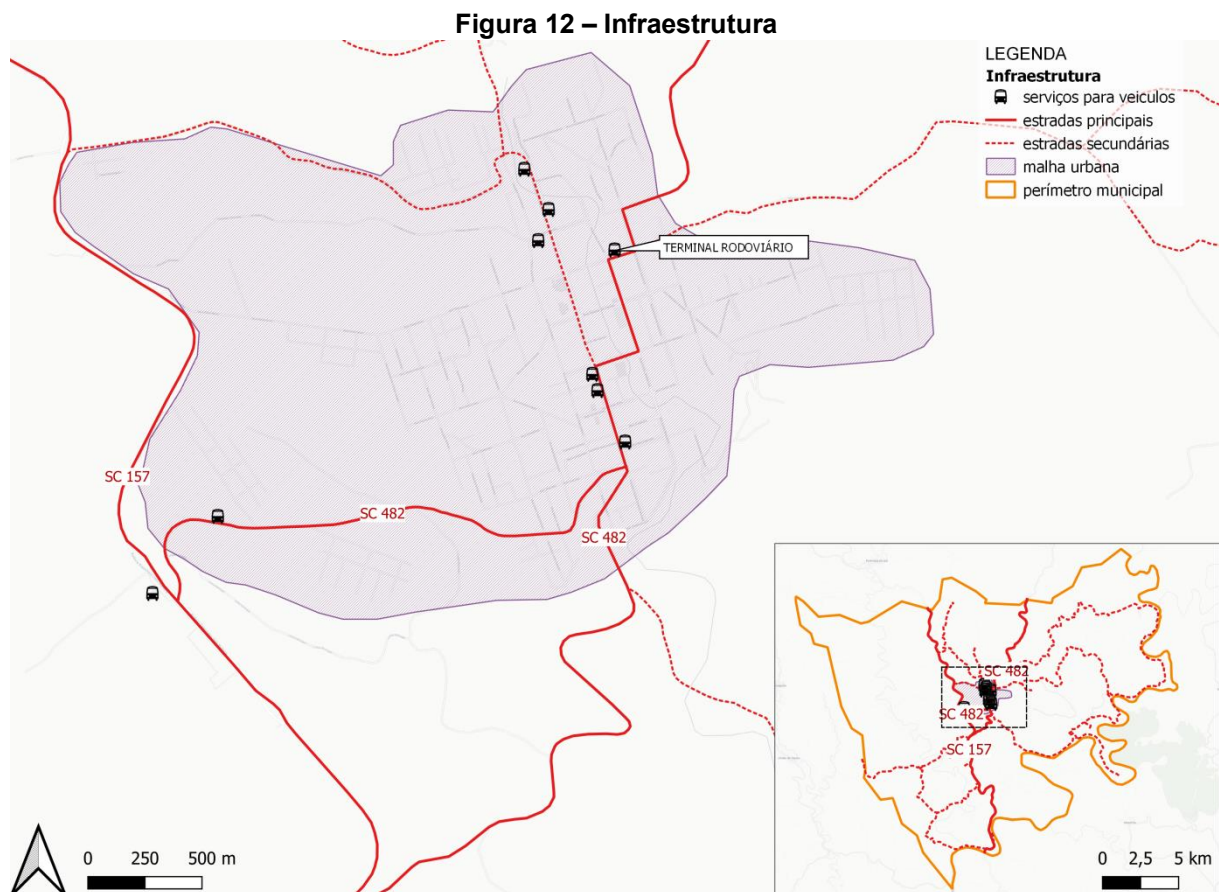 Figura 12 – Infraestrutura
LEGENDA
Infraestrutura
serviços para veiculos
estradas principais
estradas secundárias
malha urbana
perímetro municipal
TERMINAL RODOVIÁRIO
SC 157
SC 482
SC 482
SC 482
SC 482
SC 157
0 250 500 m
0 2,5 5 km